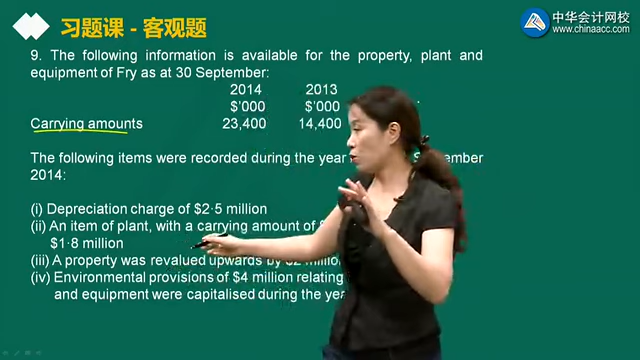 习题课 - 客观题
中华会计网校
www.chinaacc.com
9. The following information is available for the property, plant and
equipment of Fry as at 30 September:
2014 2013
$'000 $'000
Carrying amounts 23,400 14,400
The following items were recorded during the year
2014:
(i) Depreciation charge of $2·5 million
(ii) An item of plant, with a carrying amount of
$1·8 million
(iii) A property was revalued upwards by $2 million
(iv) Environmental provisions of $4 million relating
and equipment were capitalised during the year